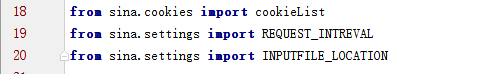 18 from sina.cookies import cookieList
19 from sina.settings import REQUEST_INTREVAL
20 from sina.settings import INPUTFILE_LOCATION